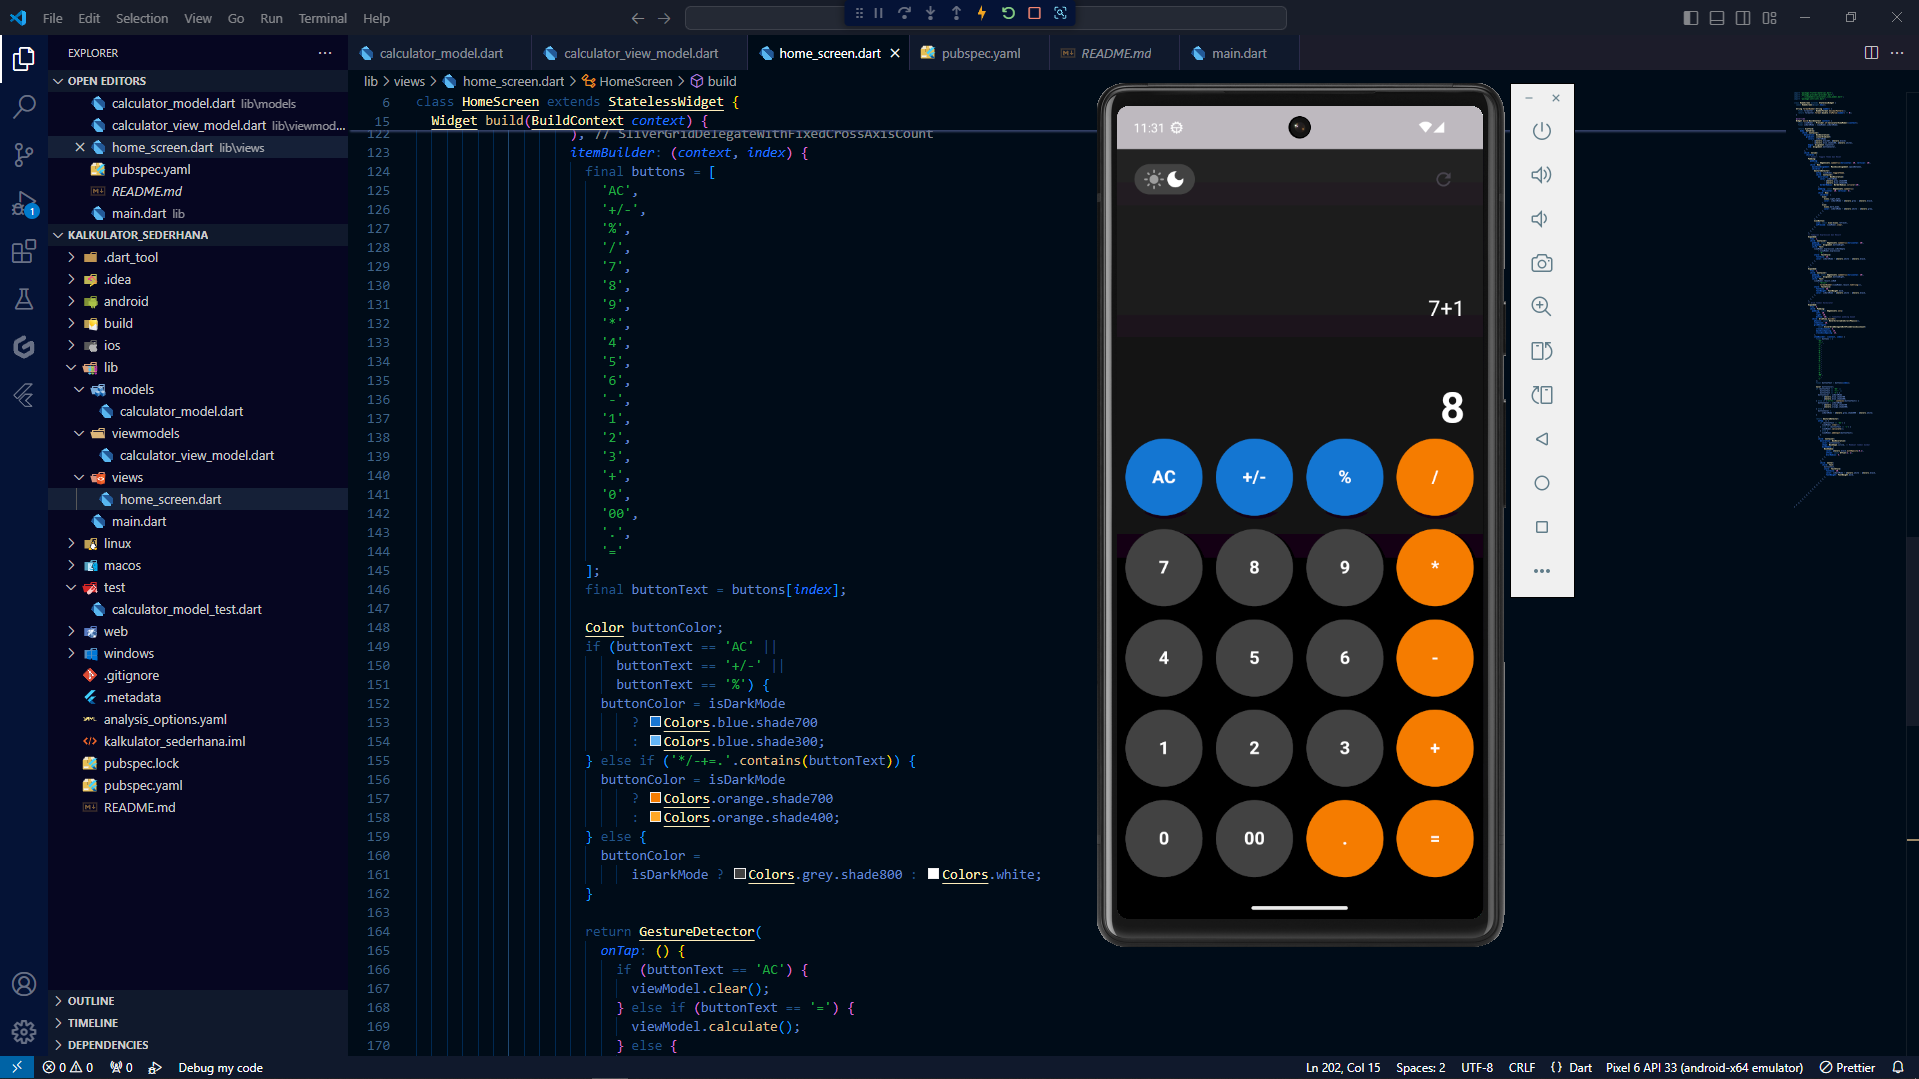 File Edit Selection View Go Run Terminal Help
EXPLORER
OPEN EDITORS
calculator_model.dart lib\models
calculator_view_model.dart lib\viewmod...
home_screen.dart lib\views
pubspec.yaml
README.md
main.dart lib
KALKULATOR_SEDERHANA
.dart_tool
.idea
android
build
ios
lib
models
calculator_model.dart
viewmodels
calculator_view_model.dart
views
home_screen.dart
main.dart
linux
macos
test
calculator_model_test.dart
web
windows
.gitignore
.metadata
analysis_options.yaml
kalkulator_sederhana.iml
pubspec.lock
pubspec.yaml
README.md
OUTLINE
TIMELINE
DEPENDENCIES
1
calculator_model.dart calculator_view_model.dart home_screen.dart pubspec.yaml README.md main.dart
lib > views > home_screen.dart > HomeScreen > build
6 class HomeScreen extends StatelessWidget {
15 Widget build(BuildContext context) {
122 ), // SliverGridDelegateWithFixedCrossAxisCount
123 itemBuilder: (context, index) {
124 final buttons = [
125 'AC',
126 '+/-',
127 '%',
128 '/',
129 '7',
130 '8',
131 '9',
132 '*',
133 '4',
134 '5',
135 '6',
136 '-',
137 '1',
138 '2',
139 '3',
140 '+',
141 '0',
142 '00',
143 '.',
144 '='
145 ];
146 final buttonText = buttons[index];
147
148 Color buttonColor;
149 if (buttonText == 'AC' ||
150 buttonText == '+/-' ||
151 buttonText == '%') {
152 buttonColor = isDarkMode
153 ? Colors.blue.shade700
154 : Colors.blue.shade300;
155 } else if ('*/-+=.'.contains(buttonText)) {
156 buttonColor = isDarkMode
157 ? Colors.orange.shade700
158 : Colors.orange.shade400;
159 } else {
160 buttonColor =
161 isDarkMode ? Colors.grey.shade800 : Colors.white;
162 }
163
164 return GestureDetector(
165 onTap: () {
166 if (buttonText == 'AC') {
167 viewModel.clear();
168 } else if (buttonText == '=') {
169 viewModel.calculate();
170 } else {
11:31
7+1
8
AC +/- % /
7 8 9 *
4 5 6 -
1 2 3 +
0 00 . =
0 0 0 Debug my code Ln 202, Col 15 Spaces: 2 UTF-8 CRLF {} Dart Pixel 6 API 33 (android-x64 emulator) Prettier